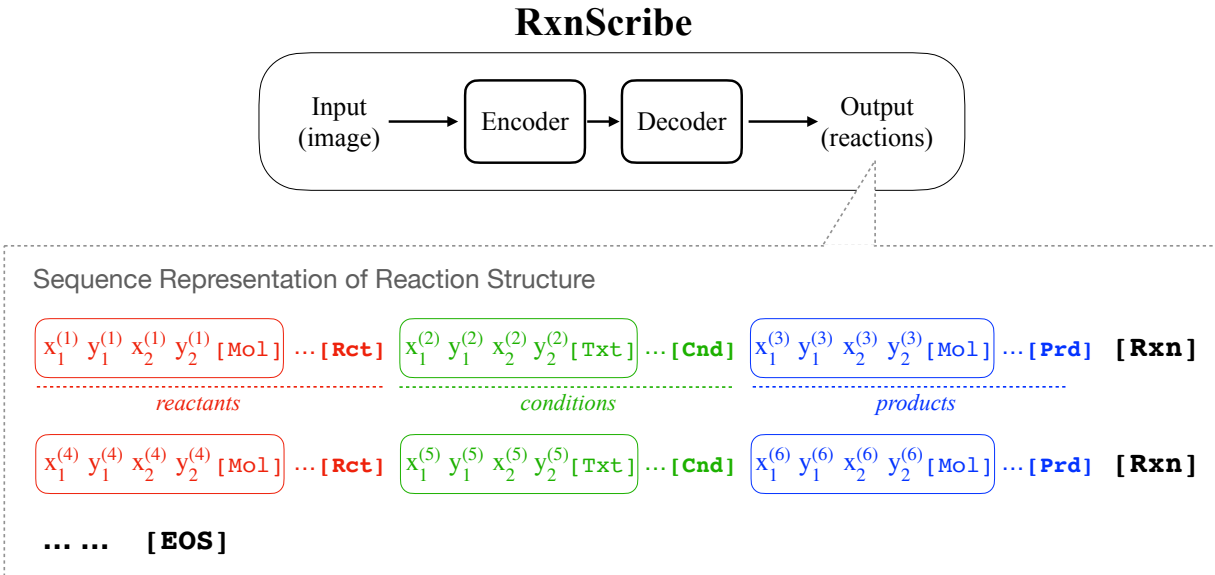 RxnScribe
Input (image) Encoder Decoder Output (reactions)
Sequence Representation of Reaction Structure
x₁⁽¹⁾ y₁⁽¹⁾ x₂⁽¹⁾ y₂⁽¹⁾ [Mol] ... [Rct] x₁⁽²⁾ y₁⁽²⁾ x₂⁽²⁾ y₂⁽²⁾ [Txt] ... [Cnd] x₁⁽³⁾ y₁⁽³⁾ x₂⁽³⁾ y₂⁽³⁾ [Mol] ... [Prd] [Rxn]
reactants conditions products
x₁⁽⁴⁾ y₁⁽⁴⁾ x₂⁽⁴⁾ y₂⁽⁴⁾ [Mol] ... [Rct] x₁⁽⁵⁾ y₁⁽⁵⁾ x₂⁽⁵⁾ y₂⁽⁵⁾ [Txt] ... [Cnd] x₁⁽⁶⁾ y₁⁽⁶⁾ x₂⁽⁶⁾ y₂⁽⁶⁾ [Mol] ... [Prd] [Rxn]
... ... [EOS]